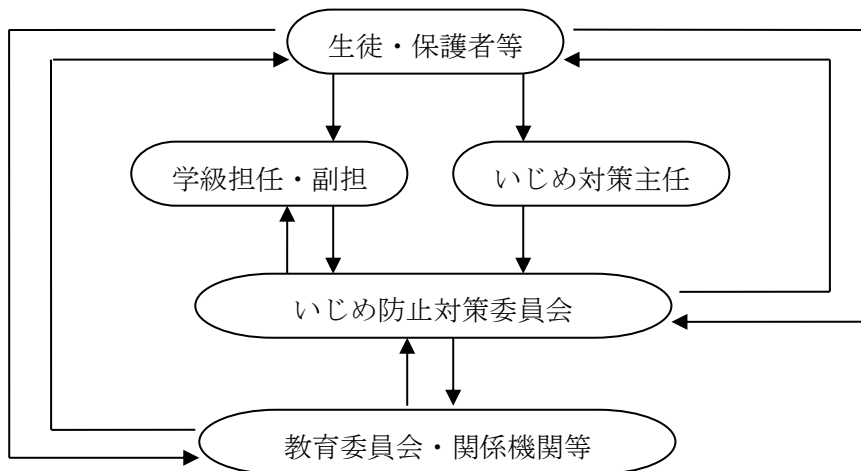 生徒・保護者等
学級担任・副担
いじめ対策主任
いじめ防止対策委員会
教育委員会・関係機関等